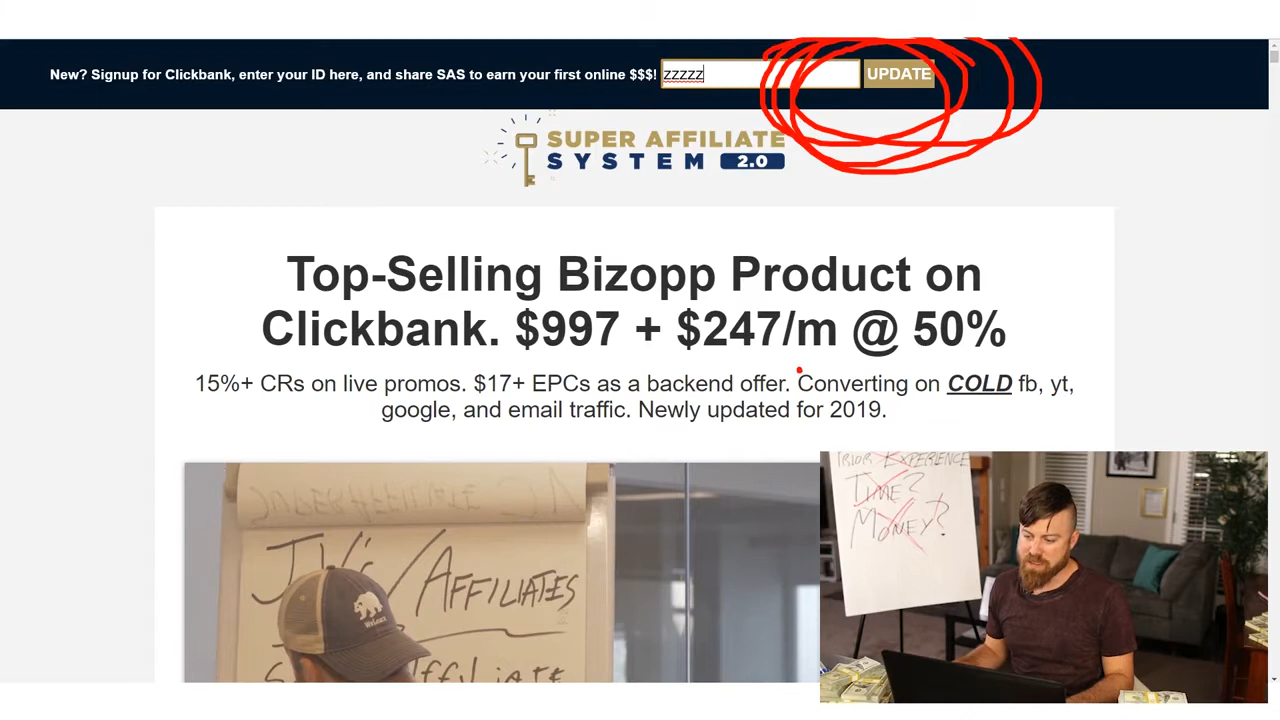 New? Signup for Clickbank, enter your ID here, and share SAS to earn your first online $$$! zzzzz UPDATE
SUPER AFFILIATE
SYSTEM 2.0
Top-Selling Bizopp Product on
Clickbank. $997 + $247/m @ 50%
15%+ CRs on live promos. $17+ EPCs as a backend offer. Converting on COLD fb, yt,
google, and email traffic. Newly updated for 2019.
JV's/AFFILIATES
PRIOR EXPERIENCE
TIME?
MONEY?